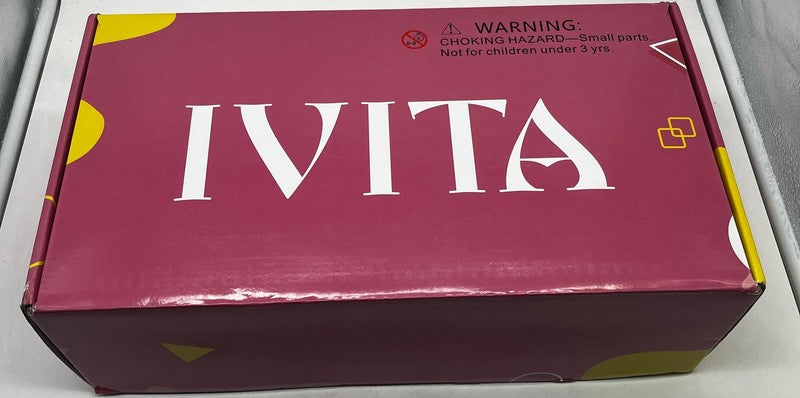 WARNING:
CHOKING HAZARD—Small parts.
Not for children under 3 yrs.
IVITA